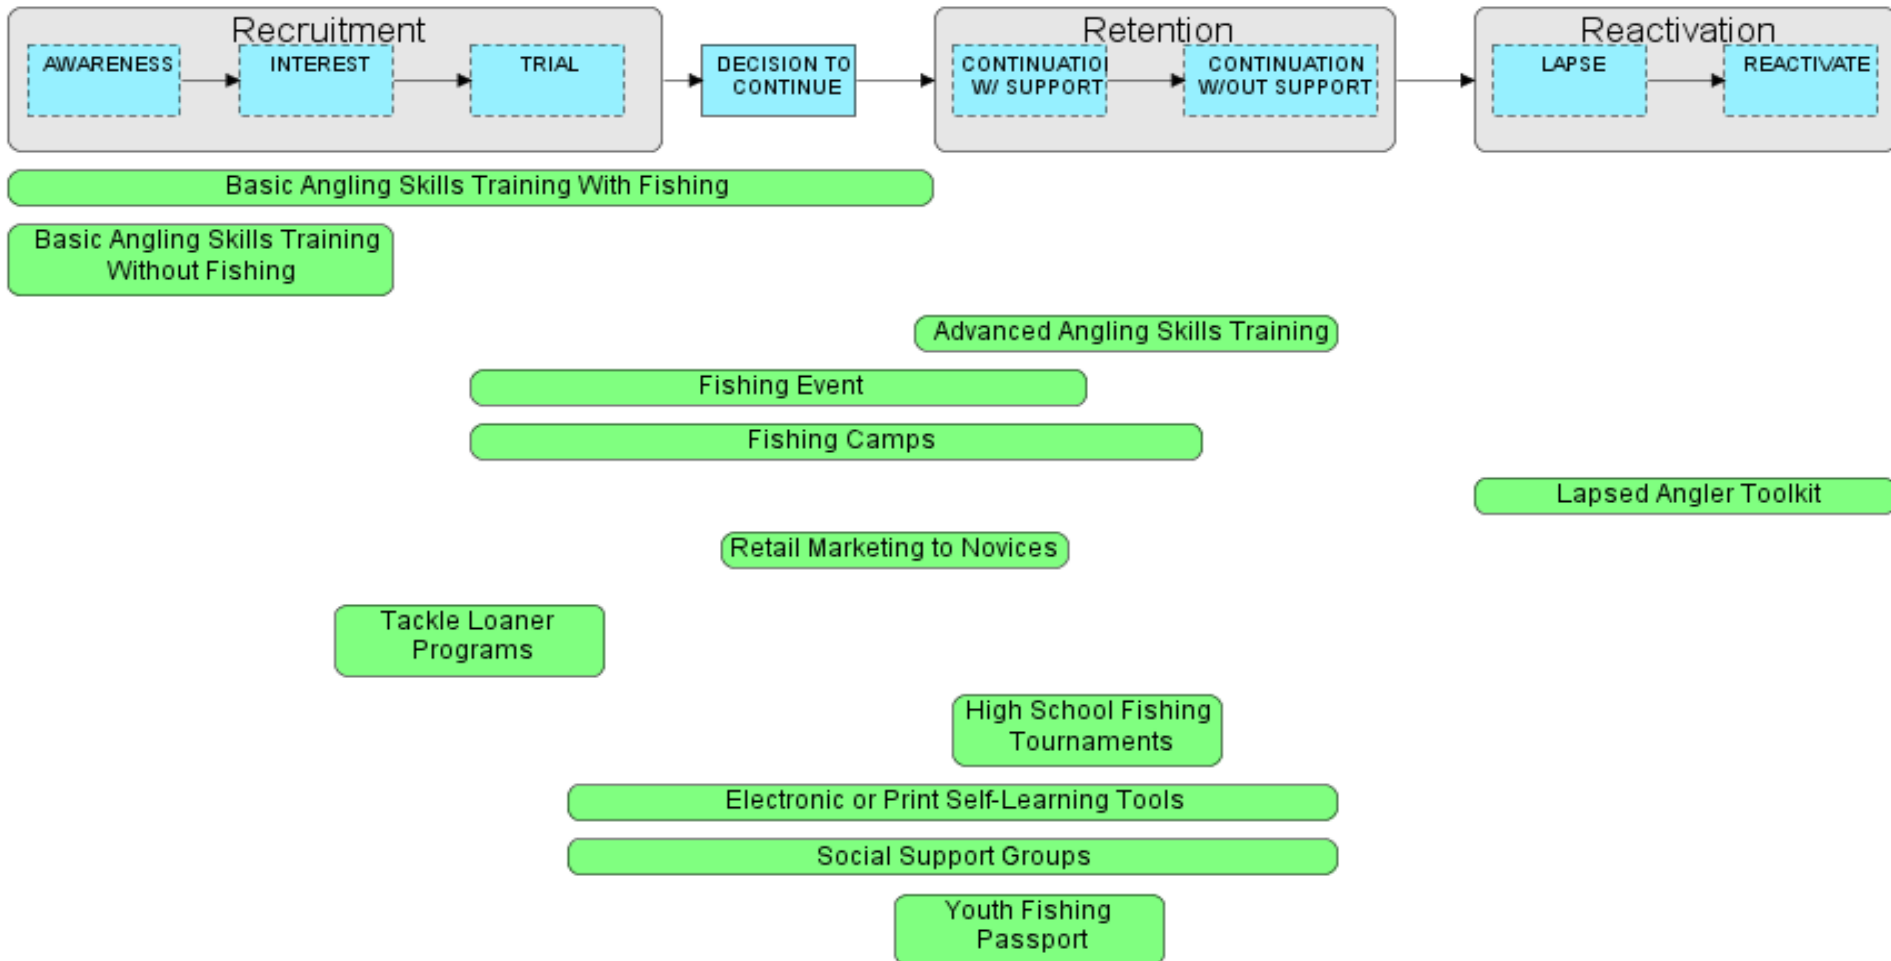 Recruitment
Retention
Reactivation
AWARENESS
INTEREST
TRIAL
DECISION TO
CONTINUE
CONTINUATI
W/ SUPPORT
CONTINUATION
W/OUT SUPPORT
LAPSE
REACTIVATE
Basic Angling Skills Training With Fishing
Basic Angling Skills Training
Without Fishing
Advanced Angling Skills Training
Fishing Event
Fishing Camps
Lapsed Angler Toolkit
Retail Marketing to Novices
Tackle Loaner
Programs
High School Fishing
Tournaments
Electronic or Print Self-Learning Tools
Social Support Groups
Youth Fishing
Passport